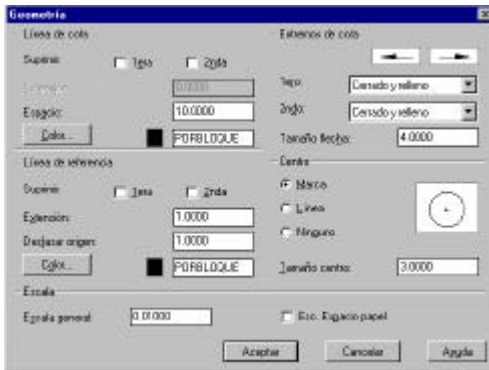 Geometría
Línea de cota
Suprimir:
1era
2nda
Extensión:
0.0000
Espacio:
10.0000
Color...
PORBLOQUE
Extremos de cota
1ero:
Cerrado y relleno
2ndo:
Cerrado y relleno
Tamaño flecha:
4.0000
Línea de referencia
Suprimir:
1era
2nda
Extensión:
1.0000
Desfasar origen:
1.0000
Color...
PORBLOQUE
Centro
Marca
Línea
Ninguno
Tamaño centro:
3.0000
Escala
Escala general:
0.01000
Esc. Espacio papel
Aceptar
Cancelar
Ayuda